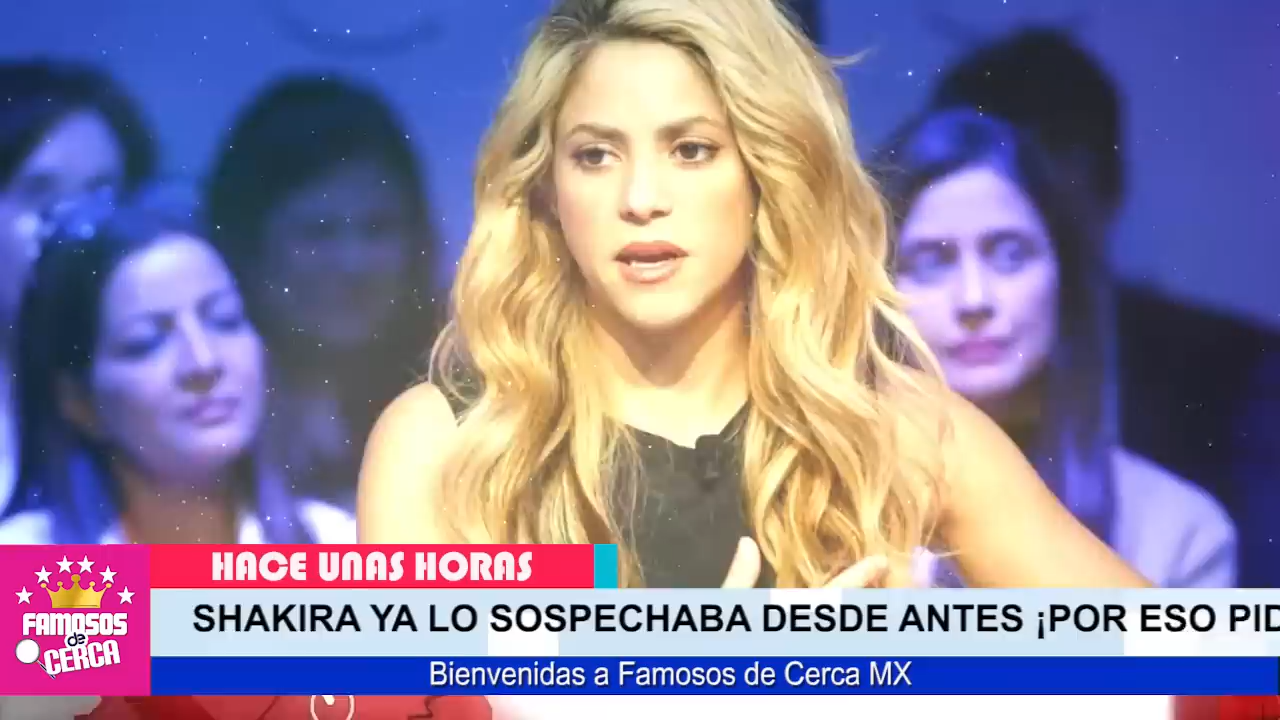 HACE UNAS HORAS
SHAKIRA YA LO SOSPECHABA DESDE ANTES ¡POR ESO PID
Bienvenidas a Famosos de Cerca MX
FAMOSOS
de
CERCA